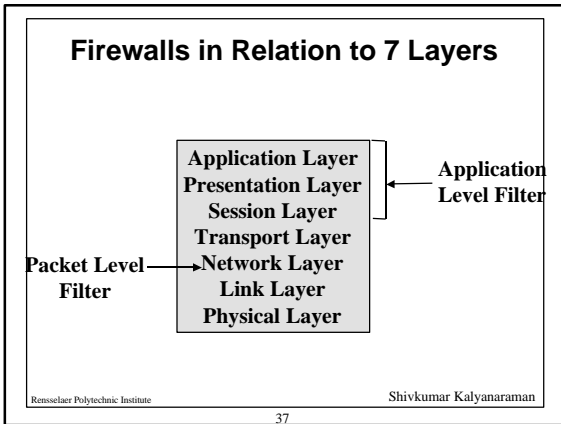 Firewalls in Relation to 7 Layers
Application Layer
Presentation Layer
Session Layer
Transport Layer
Network Layer
Link Layer
Physical Layer
Application
Level Filter
Packet Level
Filter
Rensselaer Polytechnic Institute
Shivkumar Kalyanaraman
37